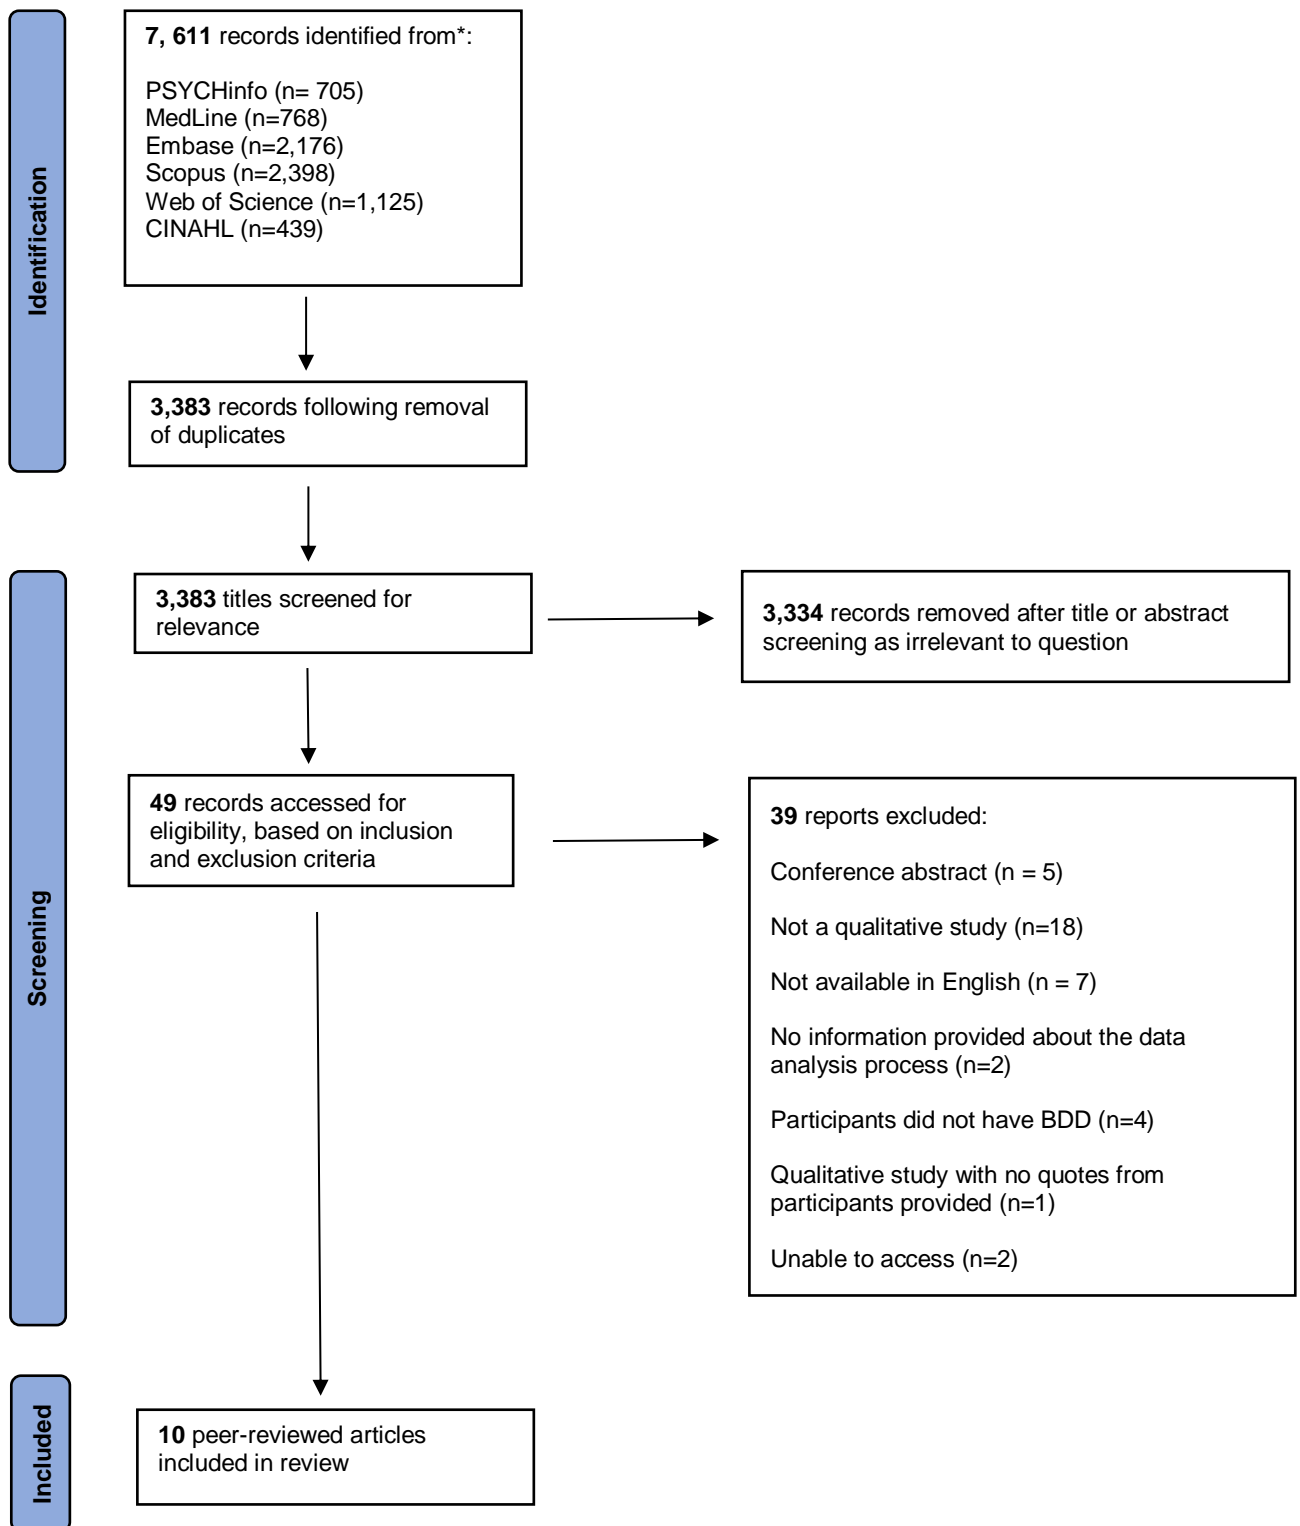 Identification
7, 611 records identified from*:
PSYCHinfo (n= 705)
MedLine (n=768)
Embase (n=2,176)
Scopus (n=2,398)
Web of Science (n=1,125)
CINAHL (n=439)
3,383 records following removal
of duplicates
Screening
3,383 titles screened for
relevance
3,334 records removed after title or abstract
screening as irrelevant to question
49 records accessed for
eligibility, based on inclusion
and exclusion criteria
39 reports excluded:
Conference abstract (n = 5)
Not a qualitative study (n=18)
Not available in English (n = 7)
No information provided about the data
analysis process (n=2)
Participants did not have BDD (n=4)
Qualitative study with no quotes from
participants provided (n=1)
Unable to access (n=2)
Included
10 peer-reviewed articles
included in review